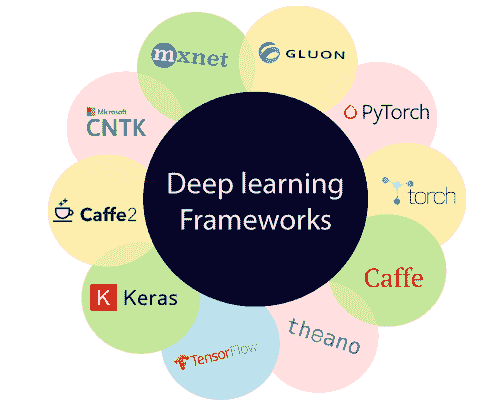 Deep learning
Frameworks
mxnet
GLUON
PyTorch
torch
Caffe
theano
TensorFlow
K Keras
Caffe2
Microsoft
CNTK